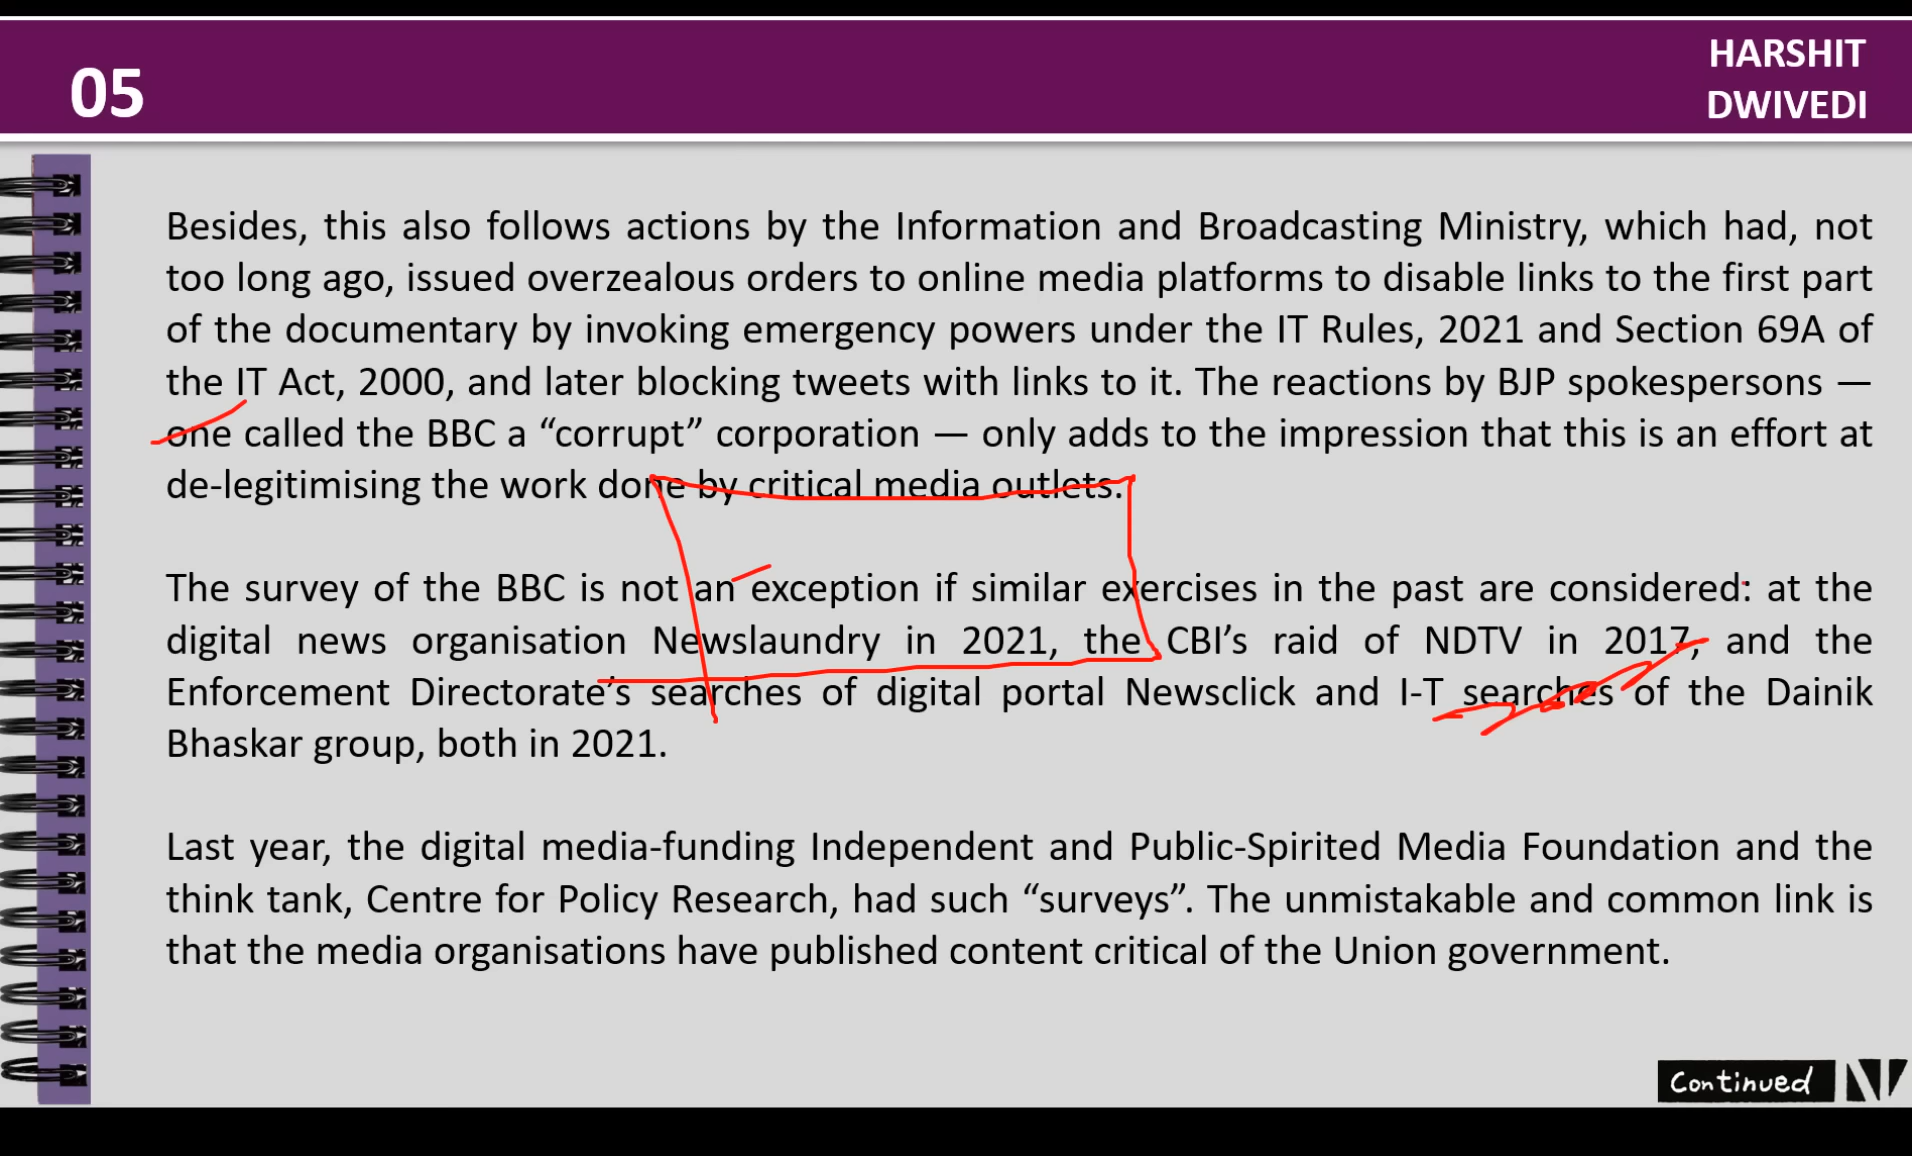 05
HARSHIT
DWIVEDI
Besides, this also follows actions by the Information and Broadcasting Ministry, which had, not
too long ago, issued overzealous orders to online media platforms to disable links to the first part
of the documentary by invoking emergency powers under the IT Rules, 2021 and Section 69A of
the IT Act, 2000, and later blocking tweets with links to it. The reactions by BJP spokespersons —
one called the BBC a “corrupt” corporation — only adds to the impression that this is an effort at
de-legitimising the work done by critical media outlets.
The survey of the BBC is not an exception if similar exercises in the past are considered: at the
digital news organisation Newslaundry in 2021, the CBI’s raid of NDTV in 2017, and the
Enforcement Directorate’s searches of digital portal Newsclick and I-T searches of the Dainik
Bhaskar group, both in 2021.
Last year, the digital media-funding Independent and Public-Spirited Media Foundation and the
think tank, Centre for Policy Research, had such “surveys”. The unmistakable and common link is
that the media organisations have published content critical of the Union government.
Continued